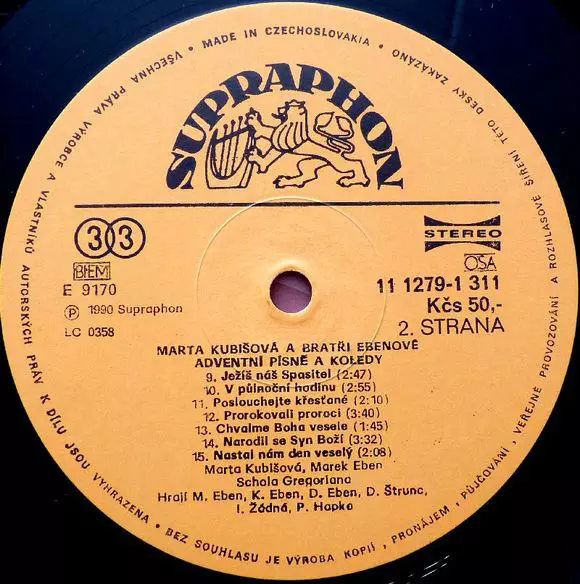 VŠECHNA PRÁVA VÝROBCE A VLASTNÍKŮ AUTORSKÝCH PRÁV K DÍLU JSOU VYHRAZENA • BEZ SOUHLASU JE VÝROBA KOPIÍ, PRONÁJEM, PŮJČOVÁNÍ, VEŘEJNÉ PROVOZOVÁNÍ A ROZHLASOVÉ ŠÍŘENÍ TÉTO DESKY ZAKÁZÁNO • MADE IN CZECHOSLOVAKIA •
SUPRAPHON
33
BIEM
E 9170
Ⓟ 1990 Supraphon
LC 0358
STEREO
OSA
11 1279-1 311
Kčs 50,-
2. STRANA
MARTA KUBIŠOVÁ A BRATŘI EBENOVÉ
ADVENTNÍ PÍSNĚ A KOLEDY
9. Ježíš náš Spasitel (2:47)
10. V půlnoční hodinu (2:55)
11. Poslouchejte křesťané (2:10)
12. Prorokovali proroci (3:40)
13. Chvalme Boha vesele (1:45)
14. Narodil se Syn Boží (3:32)
15. Nastal nám den veselý (2:08)
Marta Kubišová, Marek Eben
Schola Gregoriana
Hrají M. Eben, K. Eben, D. Eben, D. Štrunc,
I. Žádná, P. Hapka